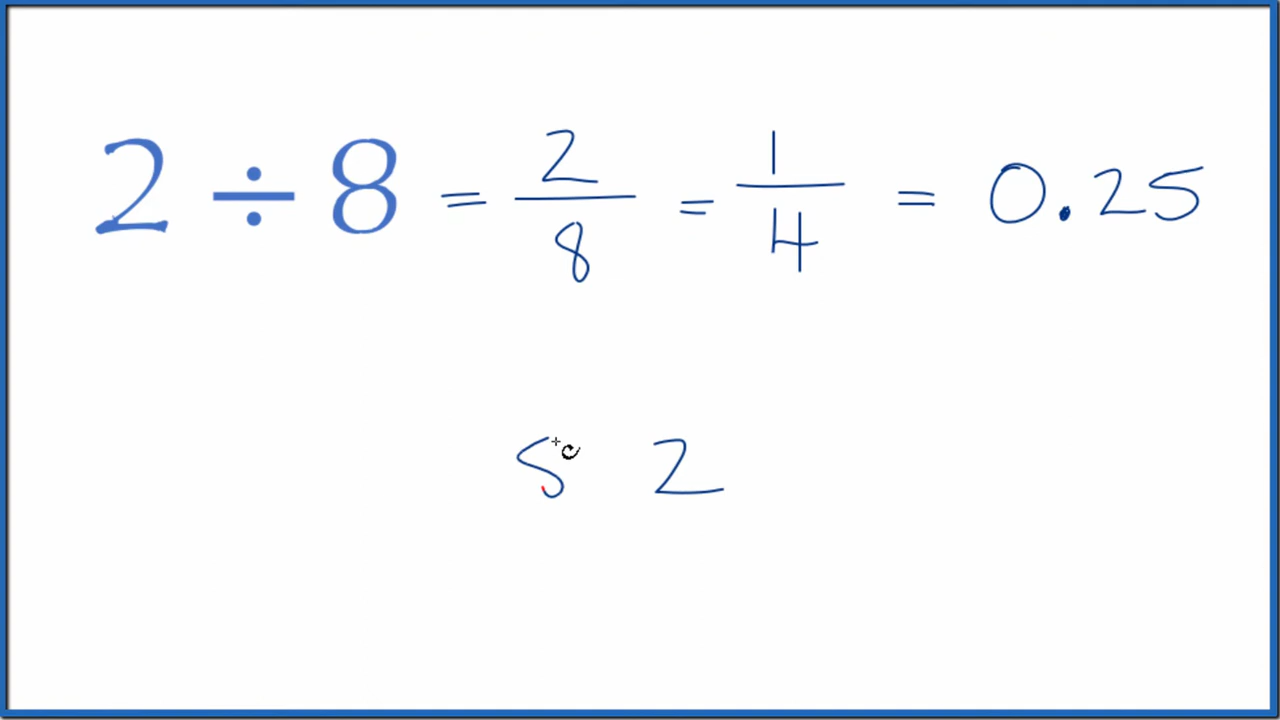 2 ÷ 8 = 2/8 = 1/4 = 0.25
2